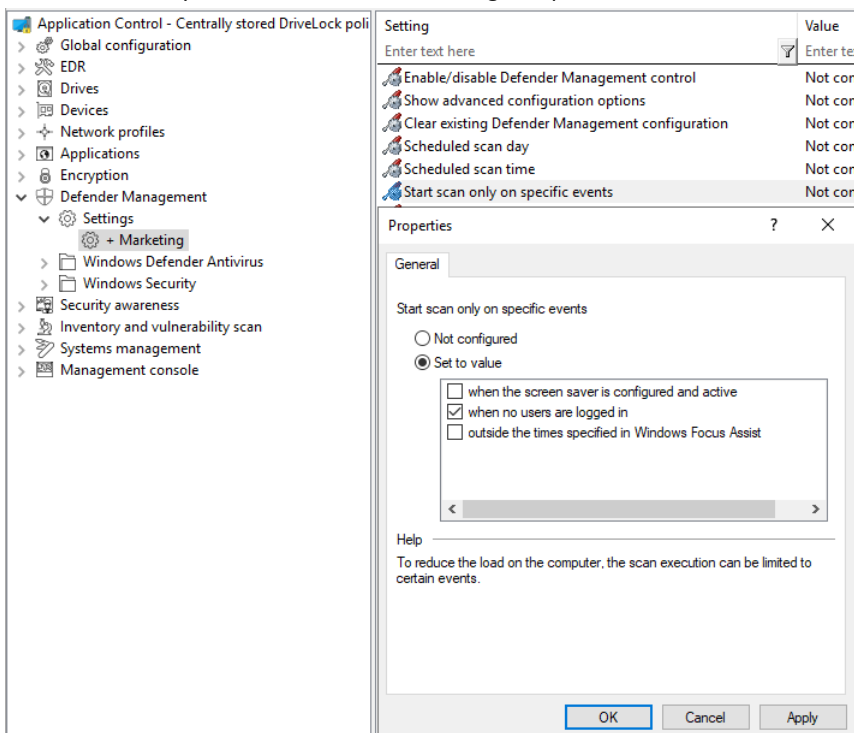 Application Control - Centrally stored DriveLock poli
Global configuration
EDR
Drives
Devices
Network profiles
Applications
Encryption
Defender Management
Settings
+ Marketing
Windows Defender Antivirus
Windows Security
Security awareness
Inventory and vulnerability scan
Systems management
Management console
Setting Value
Enter text here Enter te
Enable/disable Defender Management control Not con
Show advanced configuration options Not con
Clear existing Defender Management configuration Not con
Scheduled scan day Not con
Scheduled scan time Not con
Start scan only on specific events Not con
Properties ?
General
Start scan only on specific events
Not configured
Set to value
when the screen saver is configured and active
when no users are logged in
outside the times specified in Windows Focus Assist
Help
To reduce the load on the computer, the scan execution can be limited to
certain events.
OK Cancel Apply